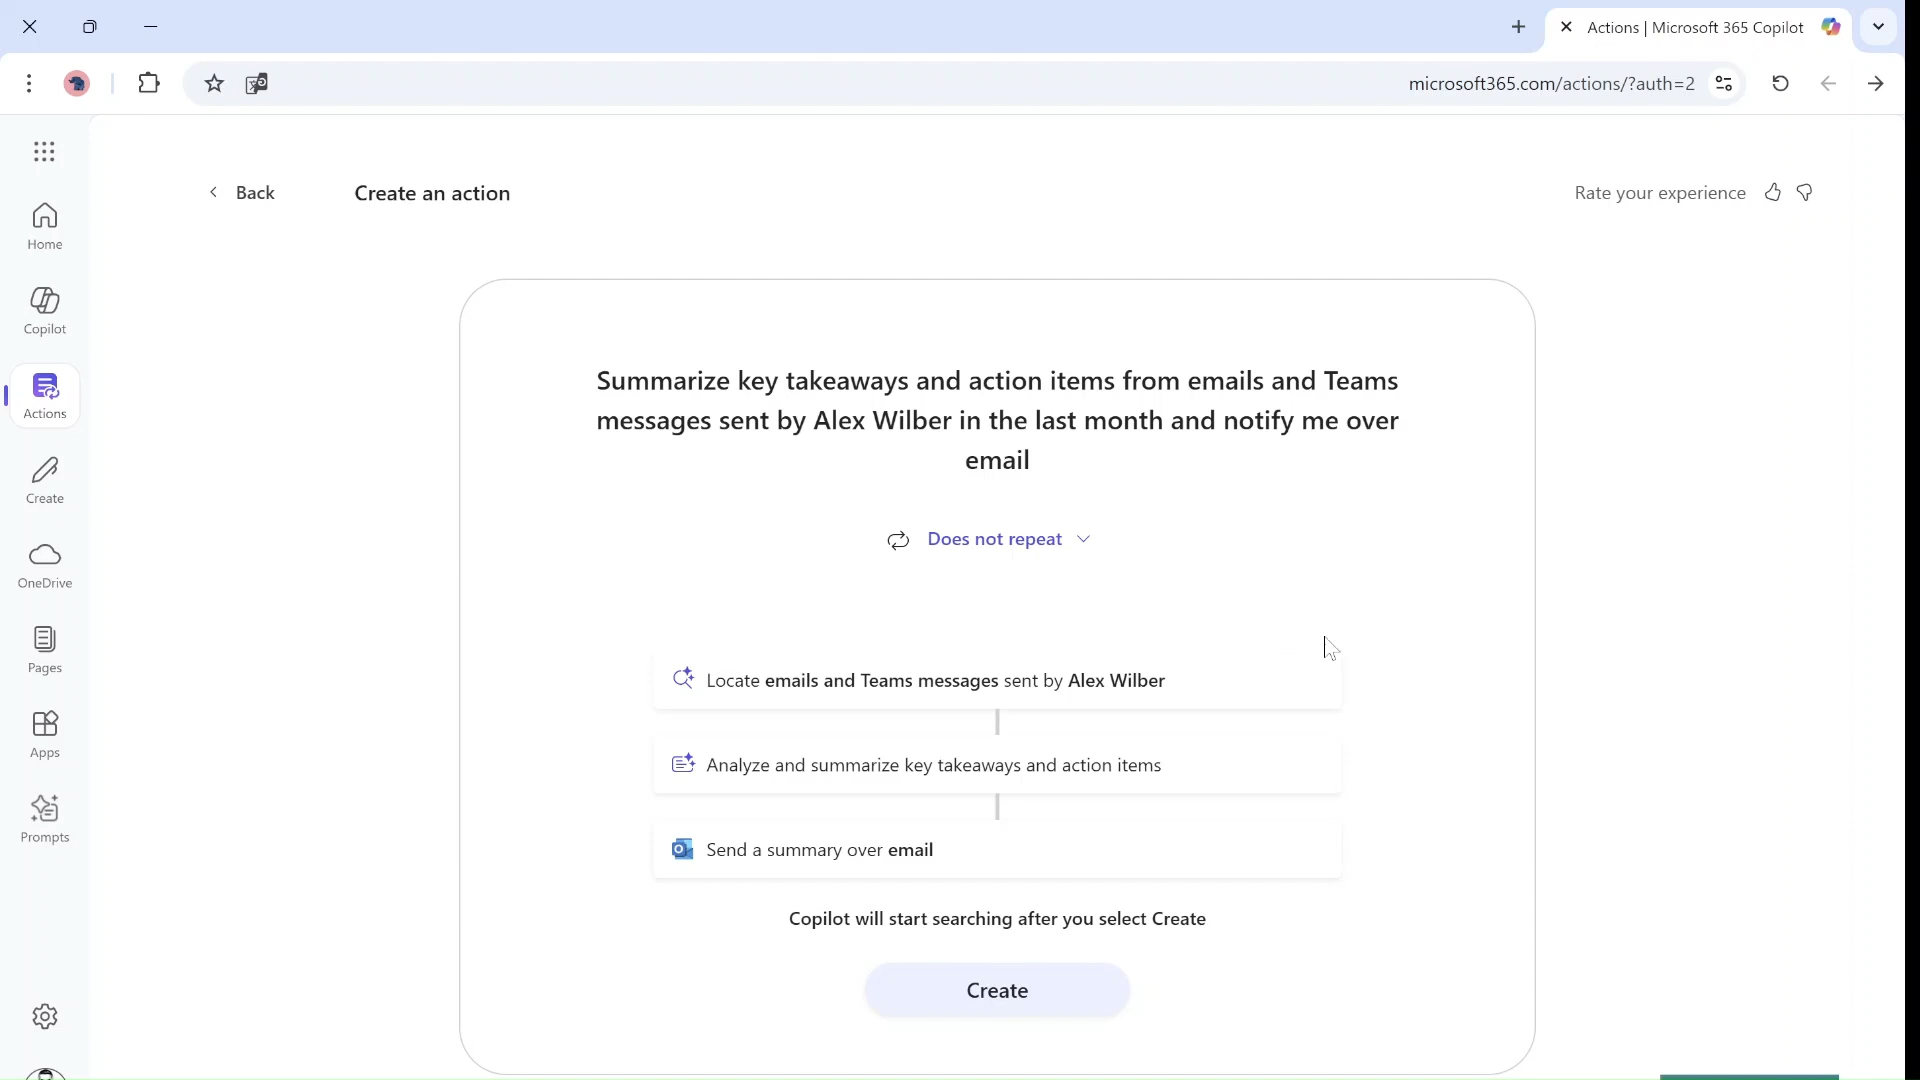 Actions | Microsoft 365 Copilot
microsoft365.com/actions/?auth=2
Back
Create an action
Rate your experience
Home
Copilot
Actions
Create
OneDrive
Pages
Apps
Prompts
Summarize key takeaways and action items from emails and Teams
messages sent by Alex Wilber in the last month and notify me over
email
Does not repeat
Locate emails and Teams messages sent by Alex Wilber
Analyze and summarize key takeaways and action items
Send a summary over email
Copilot will start searching after you select Create
Create